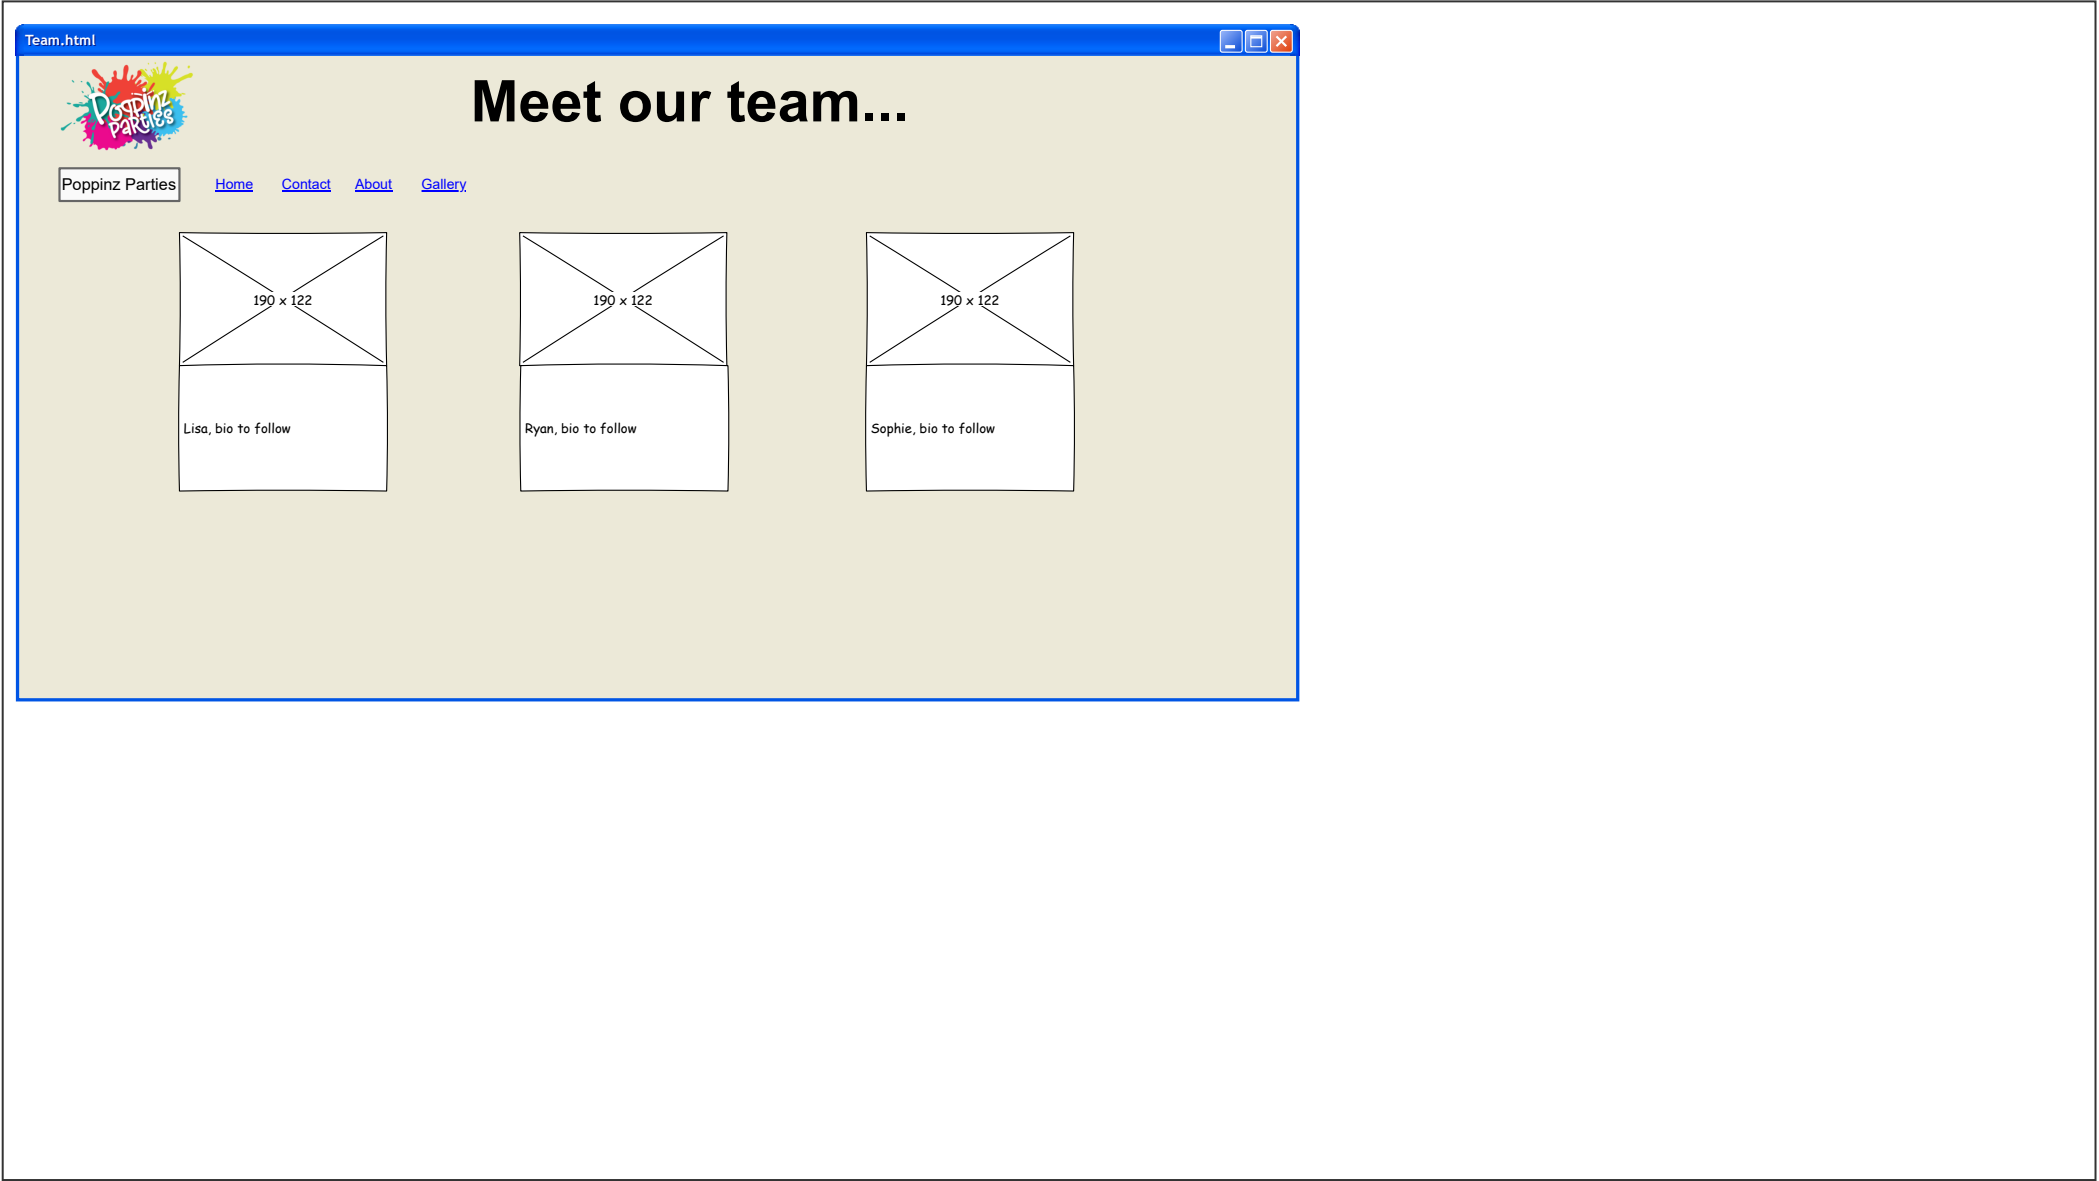 Team.html
Poppinz
Parties
Meet our team...
Poppinz Parties Home Contact About Gallery
190 x 122 190 x 122 190 x 122
Lisa, bio to follow Ryan, bio to follow Sophie, bio to follow